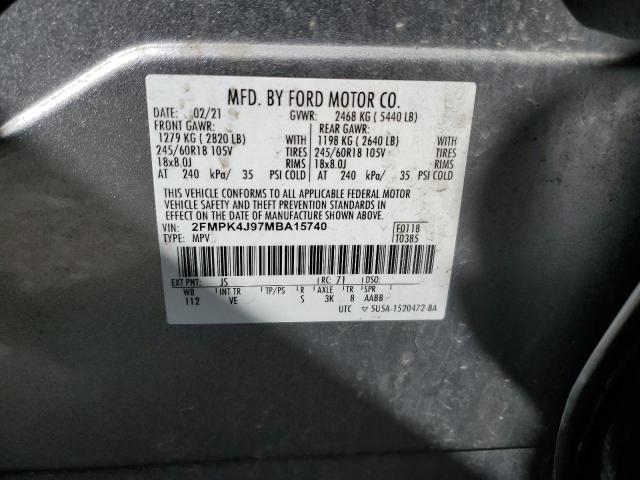 MFD. BY FORD MOTOR CO.
DATE: 02/21 GVWR: 2468 KG ( 5440 LB)
FRONT GAWR: REAR GAWR:
1279 KG ( 2820 LB) WITH 1198 KG ( 2640 LB) WITH
245/60R18 105V TIRES 245/60R18 105V TIRES
18x8.0J RIMS 18x8.0J RIMS
AT 240 kPa/ 35 PSI COLD AT 240 kPa/ 35 PSI COLD
THIS VEHICLE CONFORMS TO ALL APPLICABLE FEDERAL MOTOR
VEHICLE SAFETY AND THEFT PREVENTION STANDARDS IN
EFFECT ON THE DATE OF MANUFACTURE SHOWN ABOVE.
VIN: 2FMPK4J97MBA15740 F0118
TYPE: MPV T0385
EXT PNT: JS RC: 71 DSO:
WB INT TR TP/PS R AXLE TR SPR
112 VE S 3K 8 AABB
UTC ▽ 5U5A-1520472-BA